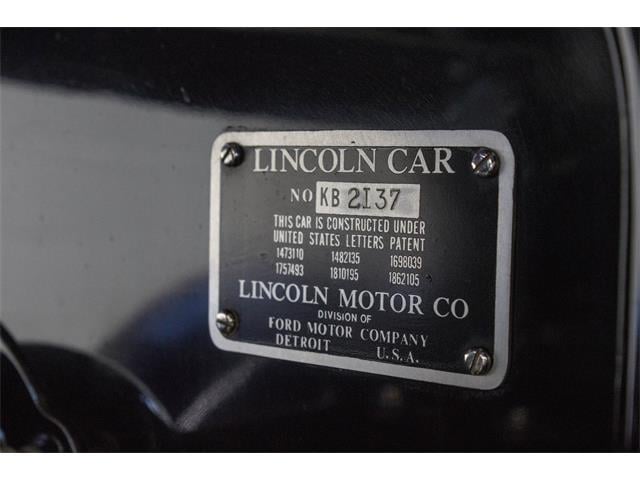 LINCOLN CAR
NO KB 2I37
THIS CAR IS CONSTRUCTED UNDER
UNITED STATES LETTERS PATENT
1473110 1482135 1698039
1757493 1810195 1862105
LINCOLN MOTOR CO
DIVISION OF
FORD MOTOR COMPANY
DETROIT U.S.A.